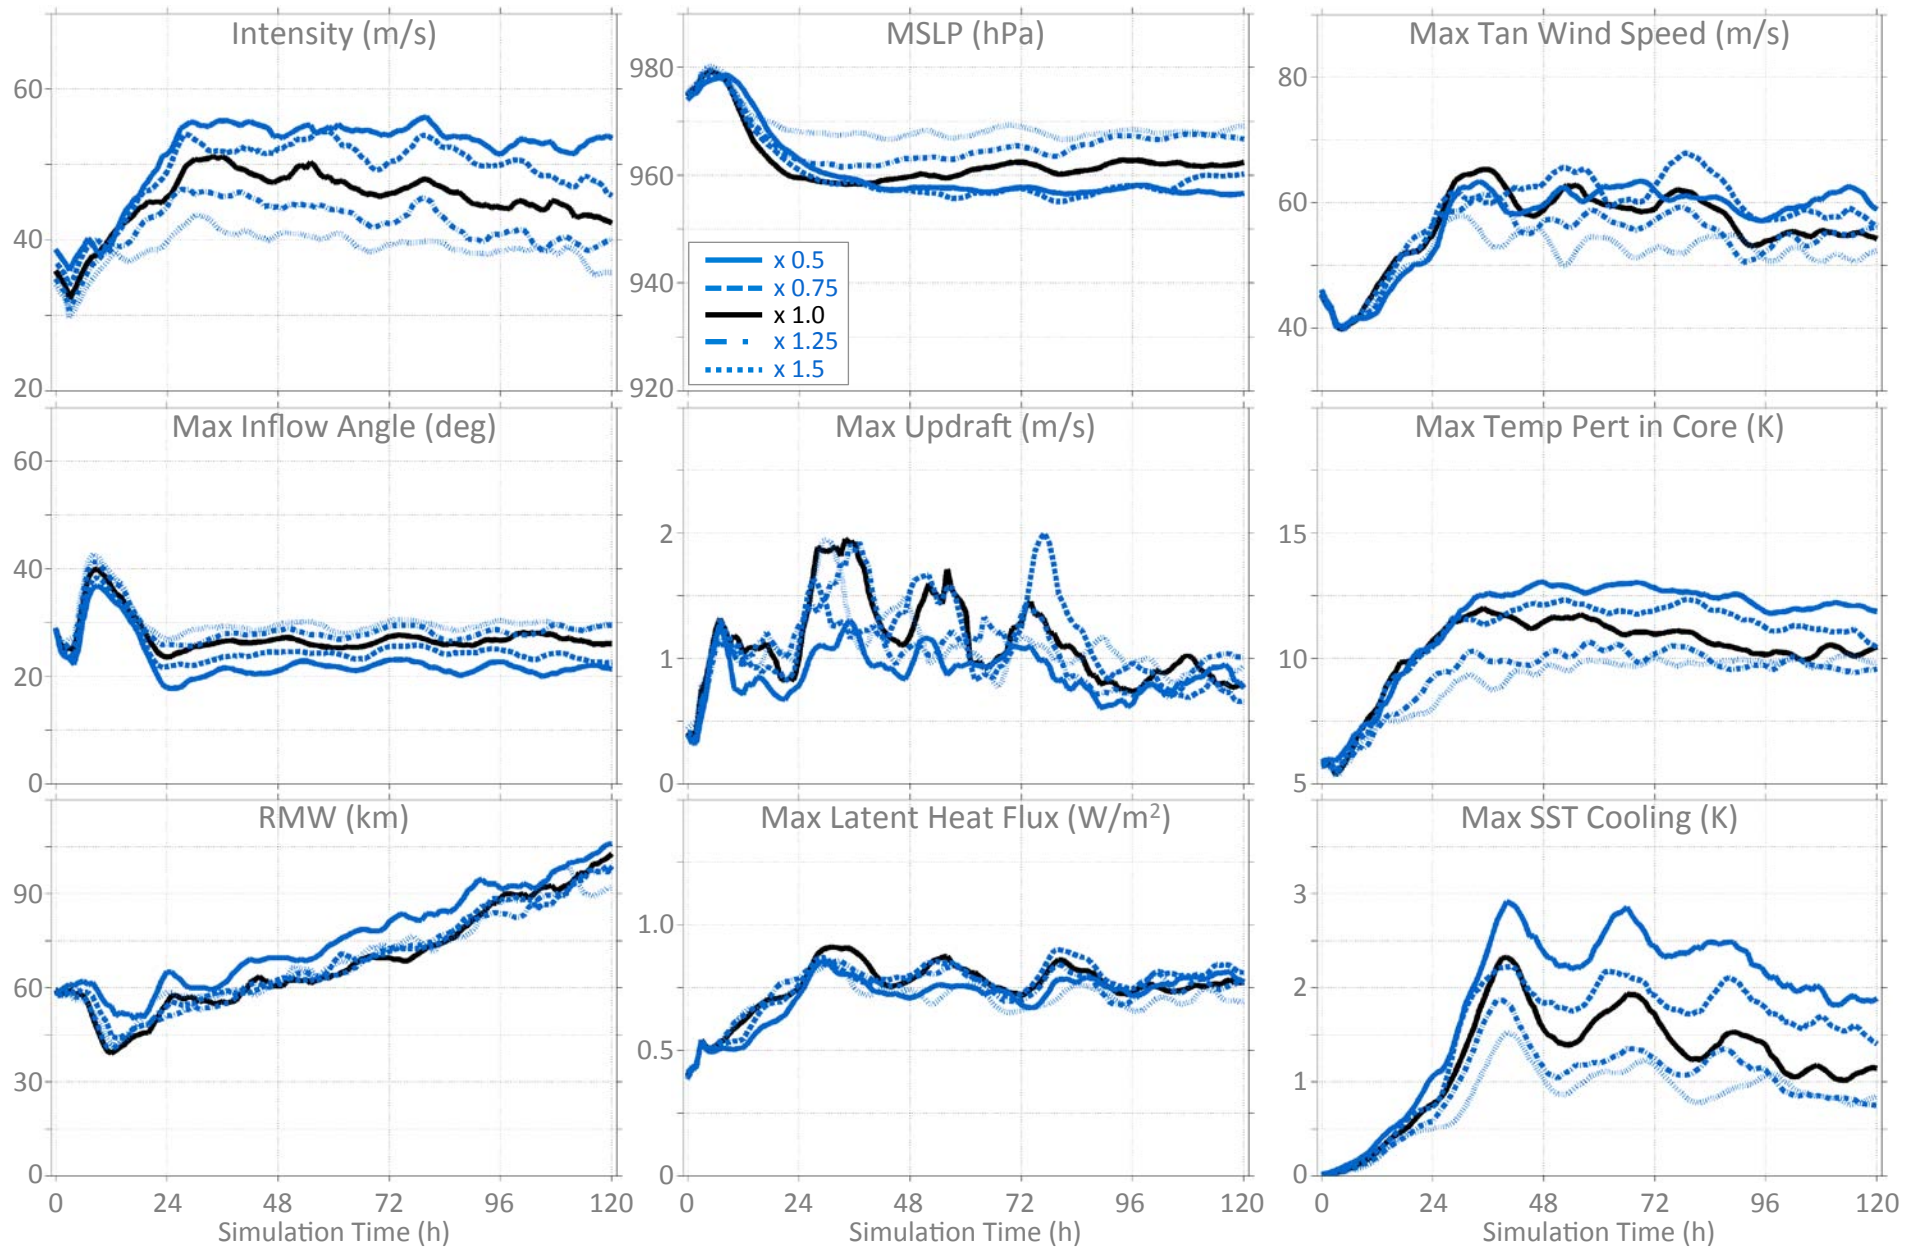 Intensity (m/s)
60
40
20
MSLP (hPa)
980
960
940
920
x 0.5
x 0.75
x 1.0
x 1.25
x 1.5
Max Tan Wind Speed (m/s)
80
60
40
Max Inflow Angle (deg)
60
40
20
0
Max Updraft (m/s)
2
1
0
Max Temp Pert in Core (K)
15
10
5
RMW (km)
90
60
30
0
0 24 48 72 96 120
Simulation Time (h)
Max Latent Heat Flux (W/m²)
1.0
0.5
0
0 24 48 72 96 120
Simulation Time (h)
Max SST Cooling (K)
3
2
1
0
0 24 48 72 96 120
Simulation Time (h)